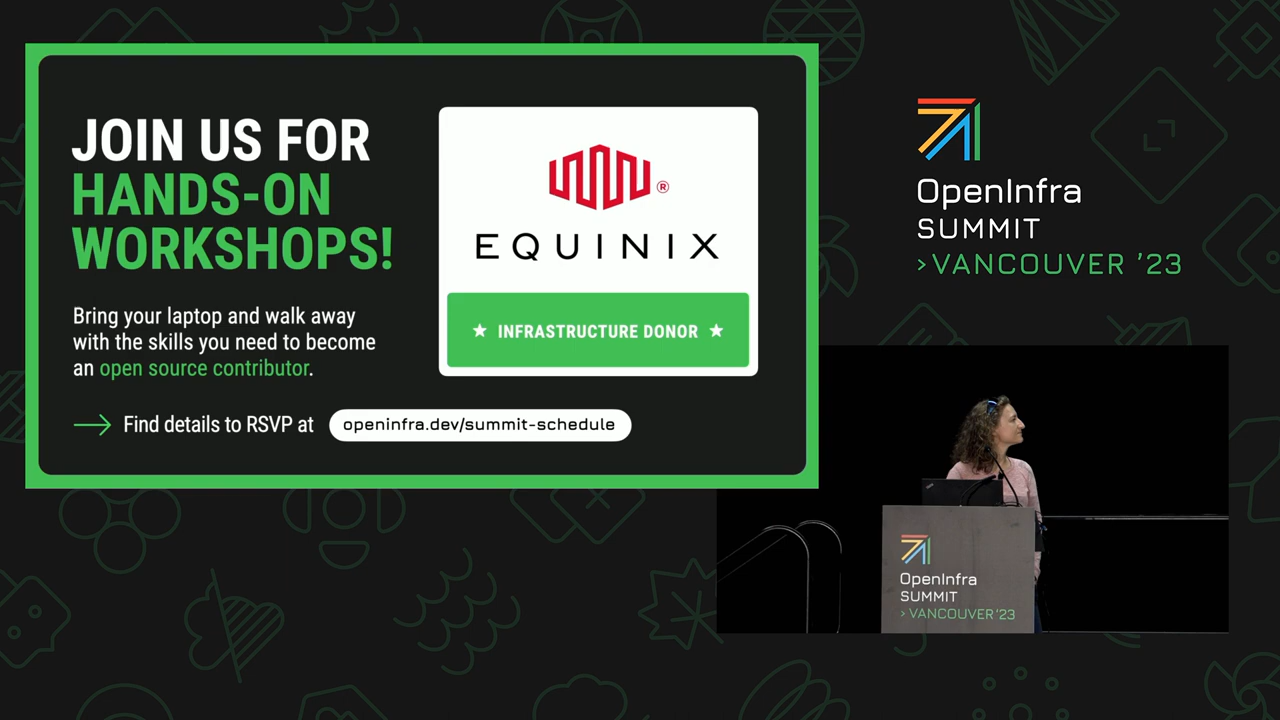 JOIN US FOR
HANDS-ON
WORKSHOPS!
Bring your laptop and walk away
with the skills you need to become
an open source contributor.
Find details to RSVP at openinfra.dev/summit-schedule
®
EQUINIX
★ INFRASTRUCTURE DONOR ★
OpenInfra
SUMMIT
>VANCOUVER '23
OpenInfra
SUMMIT
>VANCOUVER '23